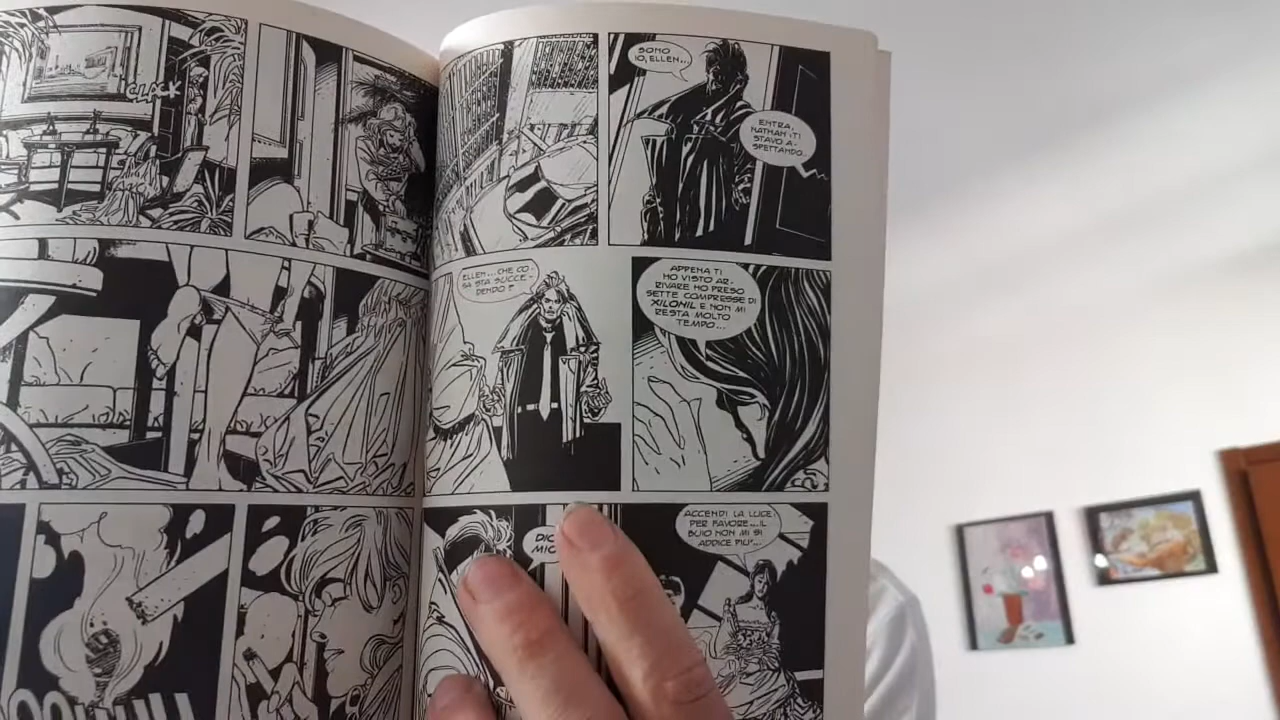 CLACK
SONO
IO, ELLEN...
ENTRA,
NATHAN: TI
STAVO A-
SPETTANDO.
ELLEN... CHE CO-
SA STA SUCCE-
DENDO?
APPENA TI
HO VISTO AR-
RIVARE HO PRESO
SETTE COMPRESSE DI
XILONIL E NON MI
RESTA MOLTO
TEMPO...
ACCENDI LA LUCE,
PER FAVORE... IL
BUIO NON MI SI
ADDICE PIU'...